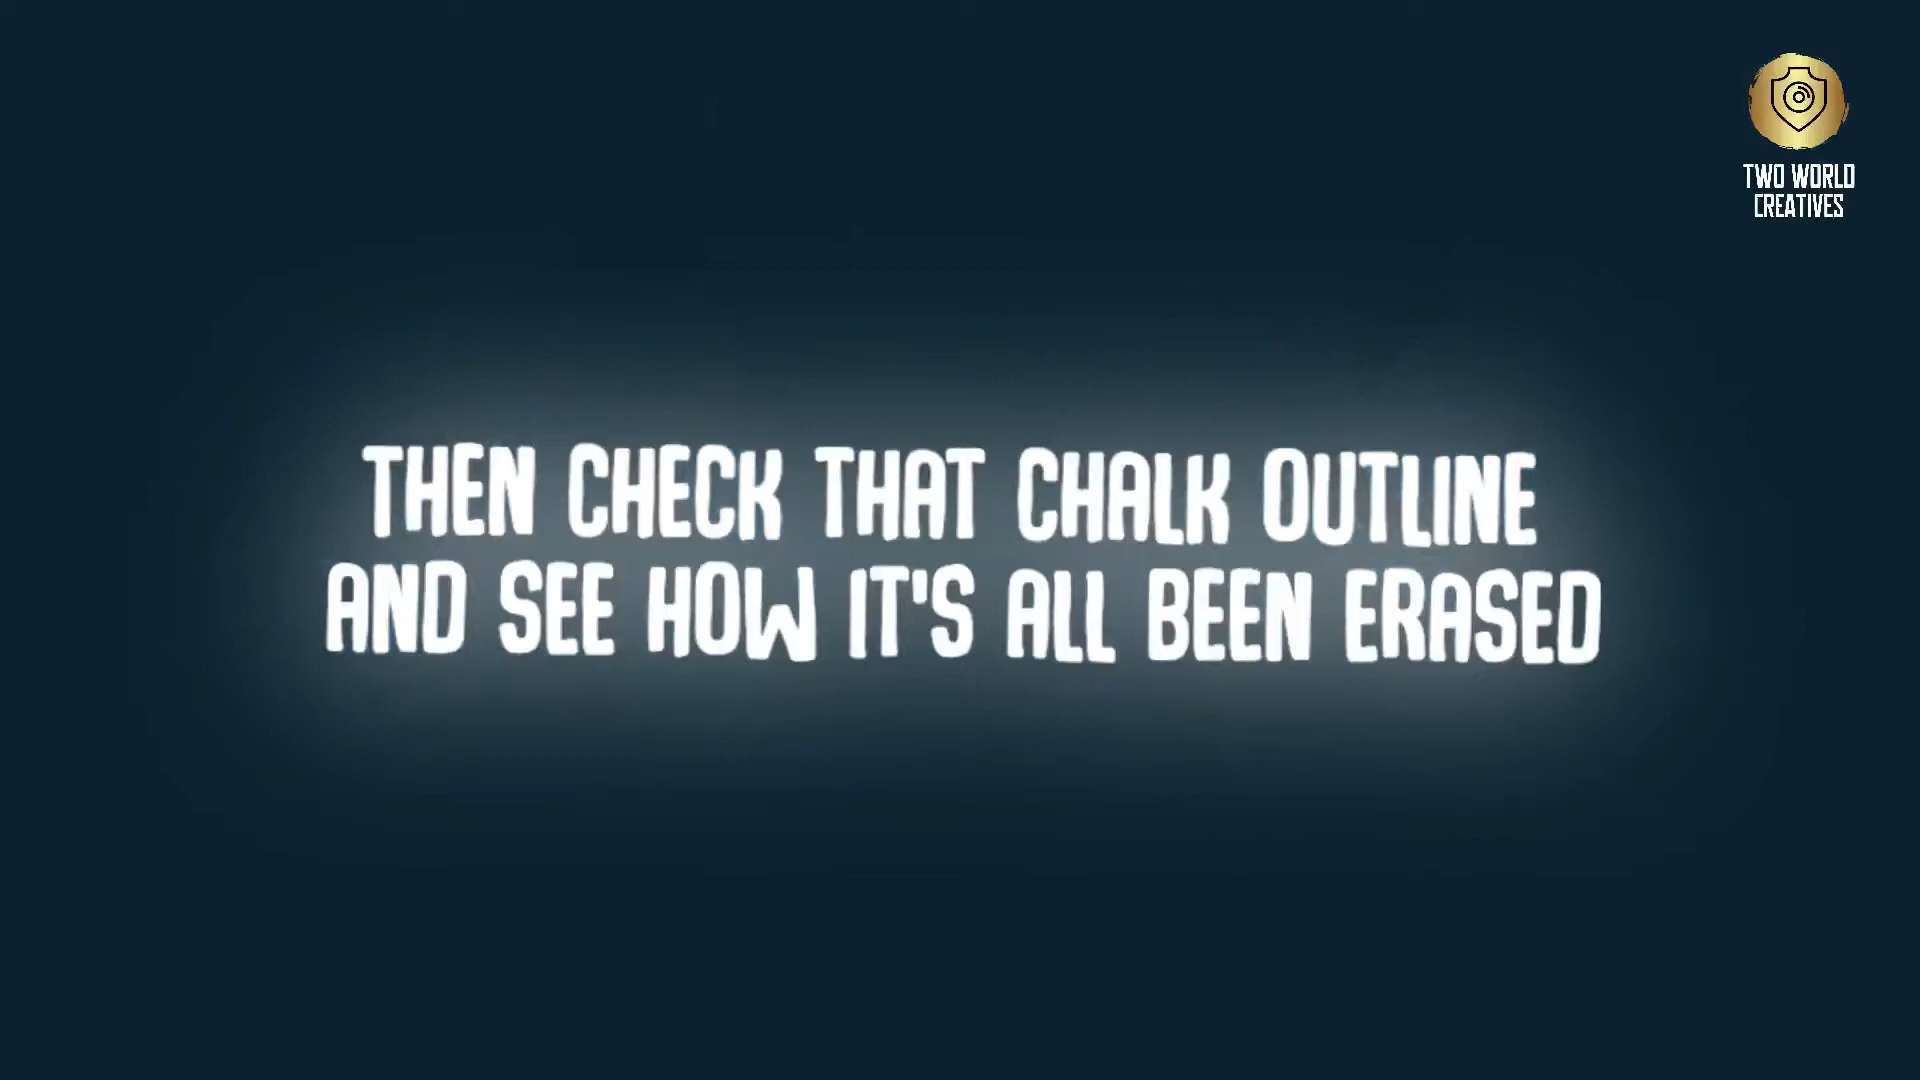 TWO WORLD
CREATIVES
THEN CHECK THAT CHALK OUTLINE
AND SEE HOW IT'S ALL BEEN ERASED